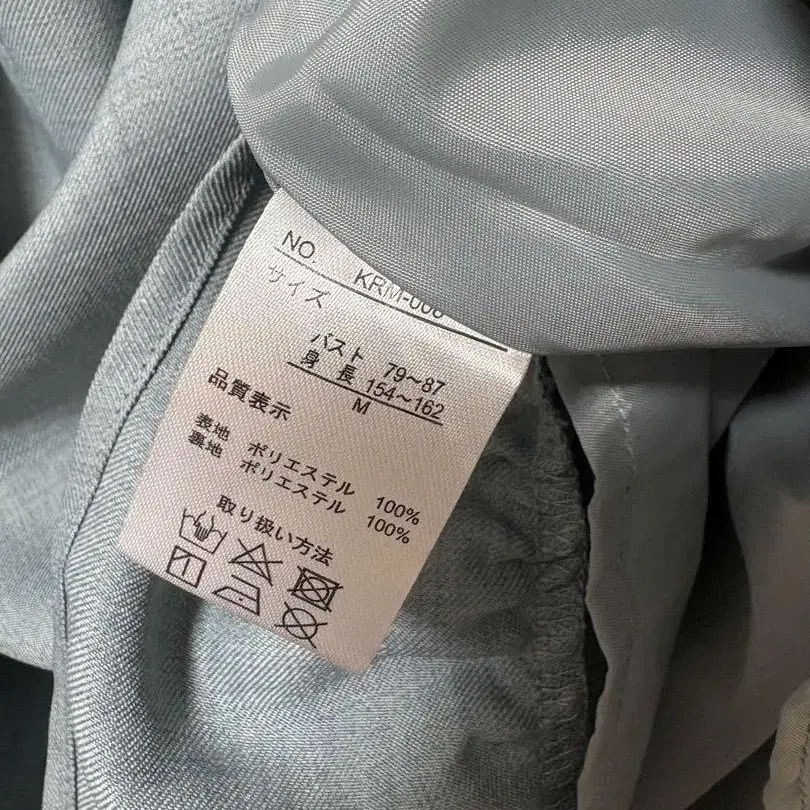 NO. KRM-006
サイズ
バスト 79〜87
身長 154〜162
M
品質表示
表地 ポリエステル 100%
裏地 ポリエステル 100%
取り扱い方法